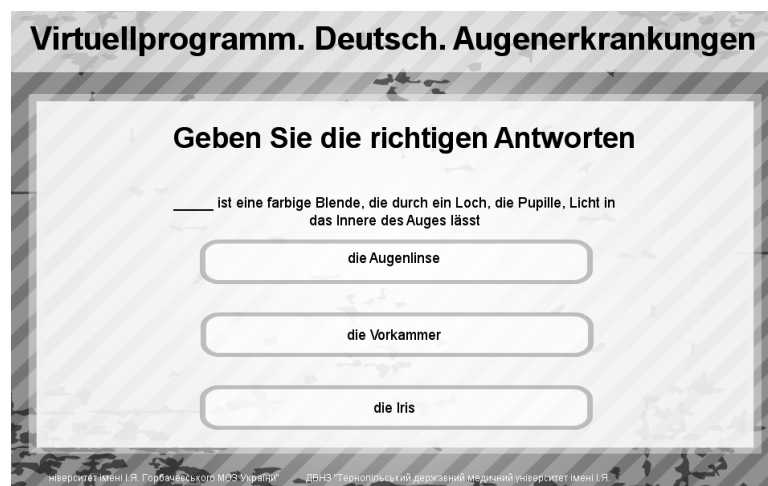 Virtuellprogramm. Deutsch. Augenerkrankungen
Geben Sie die richtigen Antworten
_____ ist eine farbige Blende, die durch ein Loch, die Pupille, Licht in
das Innere des Auges lässt
die Augenlinse
die Vorkammer
die Iris
ніверситет імені І.Я. Горбачевського МОЗ України" ДВНЗ "Тернопільський державний медичний університет імені І.Я.